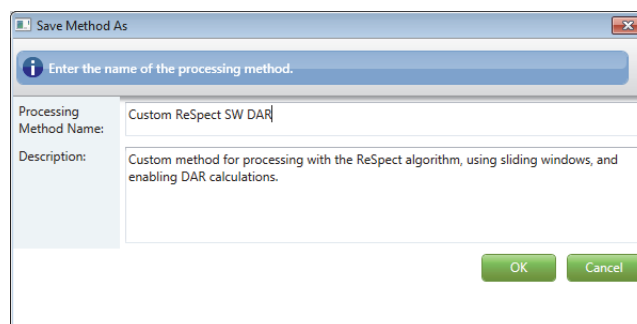 Save Method As
Enter the name of the processing method.
Processing
Method Name:
Custom ReSpect SW DAR
Description:
Custom method for processing with the ReSpect algorithm, using sliding windows, and
enabling DAR calculations.
OK
Cancel